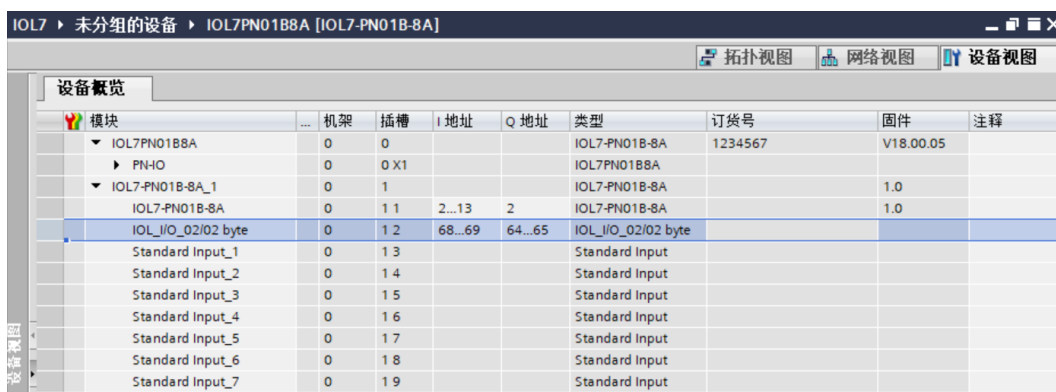 IOL7 ▸ 未分组的设备 ▸ IOL7PN01B8A [IOL7-PN01B-8A]
拓扑视图 网络视图 设备视图
设备概览
模块 ... 机架 插槽 I 地址 Q 地址 类型 订货号 固件 注释
IOL7PN01B8A 0 0 IOL7-PN01B-8A 1234567 V18.00.05
PN-IO 0 0 X1 IOL7PN01B8A
IOL7-PN01B-8A_1 0 1 IOL7-PN01B-8A 1.0
IOL7-PN01B-8A 0 1 1 2...13 2 IOL7-PN01B-8A 1.0
IOL_I/O_02/02 byte 0 1 2 68...69 64...65 IOL_I/O_02/02 byte
Standard Input_1 0 1 3 Standard Input
Standard Input_2 0 1 4 Standard Input
Standard Input_3 0 1 5 Standard Input
Standard Input_4 0 1 6 Standard Input
Standard Input_5 0 1 7 Standard Input
Standard Input_6 0 1 8 Standard Input
Standard Input_7 0 1 9 Standard Input
设备视图